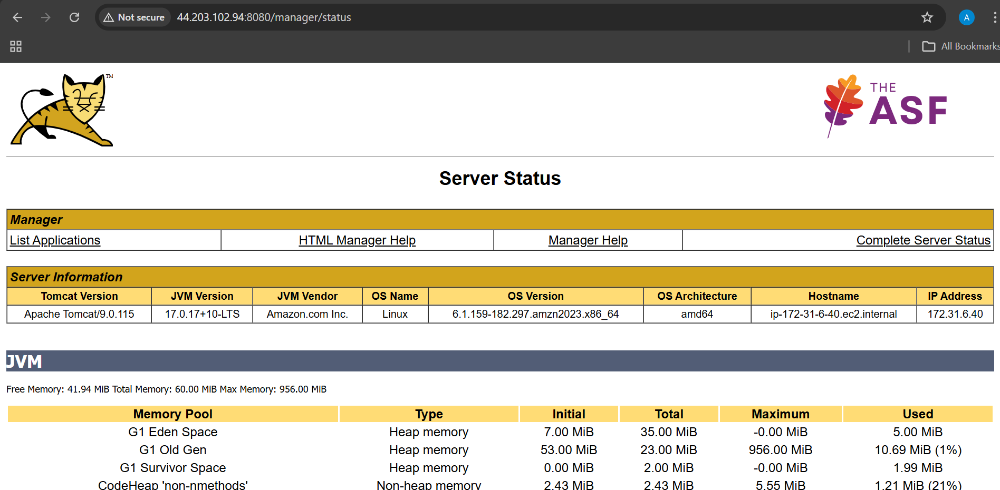 Not secure 44.203.102.94:8080/manager/status A
All Bookmarks
TM
THE
ASF
Server Status
Manager
List Applications HTML Manager Help Manager Help Complete Server Status
Server Information
Tomcat Version JVM Version JVM Vendor OS Name OS Version OS Architecture Hostname IP Address
Apache Tomcat/9.0.115 17.0.17+10-LTS Amazon.com Inc. Linux 6.1.159-182.297.amzn2023.x86_64 amd64 ip-172-31-6-40.ec2.internal 172.31.6.40
JVM
Free Memory: 41.94 MiB Total Memory: 60.00 MiB Max Memory: 956.00 MiB
Memory Pool Type Initial Total Maximum Used
G1 Eden Space Heap memory 7.00 MiB 35.00 MiB -0.00 MiB 5.00 MiB
G1 Old Gen Heap memory 53.00 MiB 23.00 MiB 956.00 MiB 10.69 MiB (1%)
G1 Survivor Space Heap memory 0.00 MiB 2.00 MiB -0.00 MiB 1.99 MiB
CodeHeap 'non-nmethods' Non-heap memory 2.43 MiB 2.43 MiB 5.55 MiB 1.21 MiB (21%)